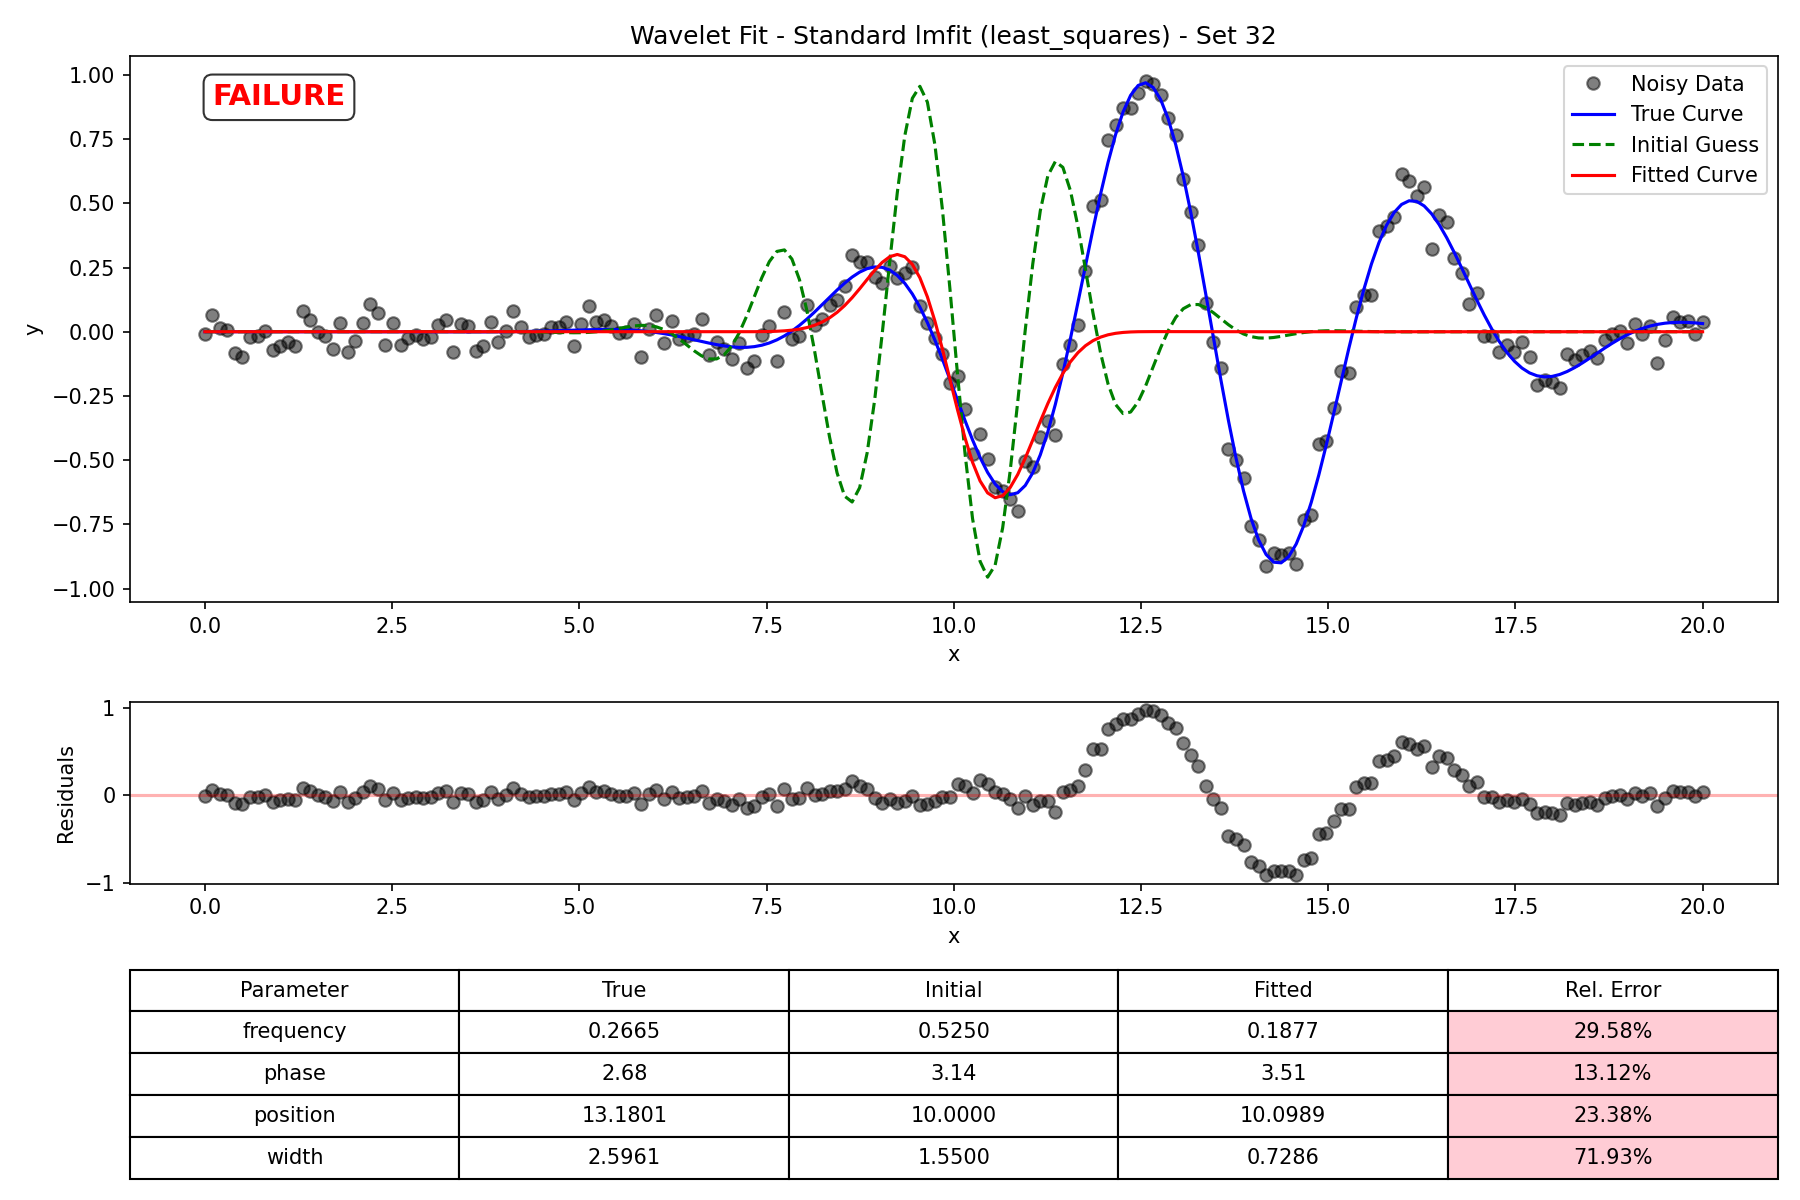 Wavelet Fit - Standard lmfit (least_squares) - Set 32
FAILURE
Noisy Data
True Curve
Initial Guess
Fitted Curve
1.00
0.75
0.50
0.25
0.00
−0.25
−0.50
−0.75
−1.00
y
0.0 2.5 5.0 7.5 10.0 12.5 15.0 17.5 20.0
x
1
0
−1
Residuals
0.0 2.5 5.0 7.5 10.0 12.5 15.0 17.5 20.0
x
Parameter True Initial Fitted Rel. Error
frequency 0.2665 0.5250 0.1877 29.58%
phase 2.68 3.14 3.51 13.12%
position 13.1801 10.0000 10.0989 23.38%
width 2.5961 1.5500 0.7286 71.93%